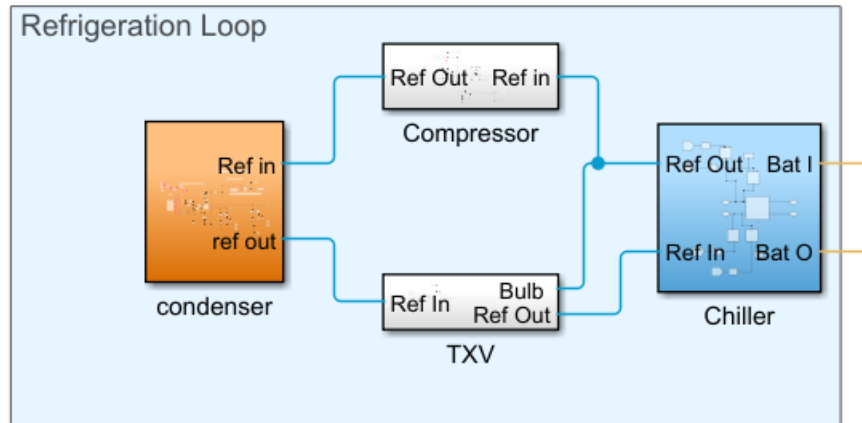 Refrigeration Loop
Ref Out Ref in
Compressor
Ref in
ref out
condenser
Ref In
Bulb
Ref Out
TXV
Ref Out Bat I
Ref In Bat O
Chiller